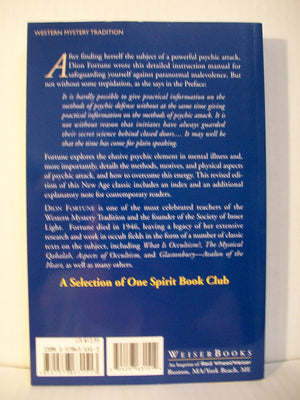 WESTERN MYSTERY TRADITION
After finding herself the subject of a powerful psychic attack,
Dion Fortune wrote this detailed instruction manual for
safeguarding yourself against paranormal malevolence. But
not without some trepidation, as she says in the Preface:
It is hardly possible to give practical information on the
methods of psychic defence without at the same time giving
practical information on the methods of psychic attack. It is
not without reason that initiates have always guarded
their secret science behind closed doors.... It may well be
that the time has come for plain speaking.
Fortune explores the elusive psychic element in mental illness and,
more importantly, details the methods, motives, and physical aspects
of psychic attack, and how to overcome this energy. This revised edi
tion of this New Age classic includes an index and an additional
explanatory note for contemporary readers.
DION FORTUNE is one of the most celebrated teachers of the
Western Mystery Tradition and the founder of the Society of Inner
Light. Fortune died in 1946, leaving a legacy of her extensive
research and work in occult fields in the form of a number of classic
texts on the subject, including What Is Occultism?, The Mystical
Qabalah, Aspects of Occultism, and Glastonbury—Avalon of the
Heart, as well as many others.
A Selection of One Spirit Book Club
WEISERBOOKS
An Imprint of Red Wheel/Weiser
Boston, MA/York Beach, ME